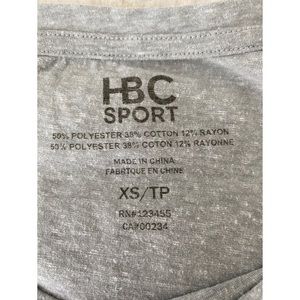 HBC
SPORT
50% POLYESTER 38% COTTON 12% RAYON
50% POLYESTER 38% COTTON 12% RAYONNE
MADE IN CHINA
FABRIQUE EN CHINE
XS/TP
RN#123455
CA#00234